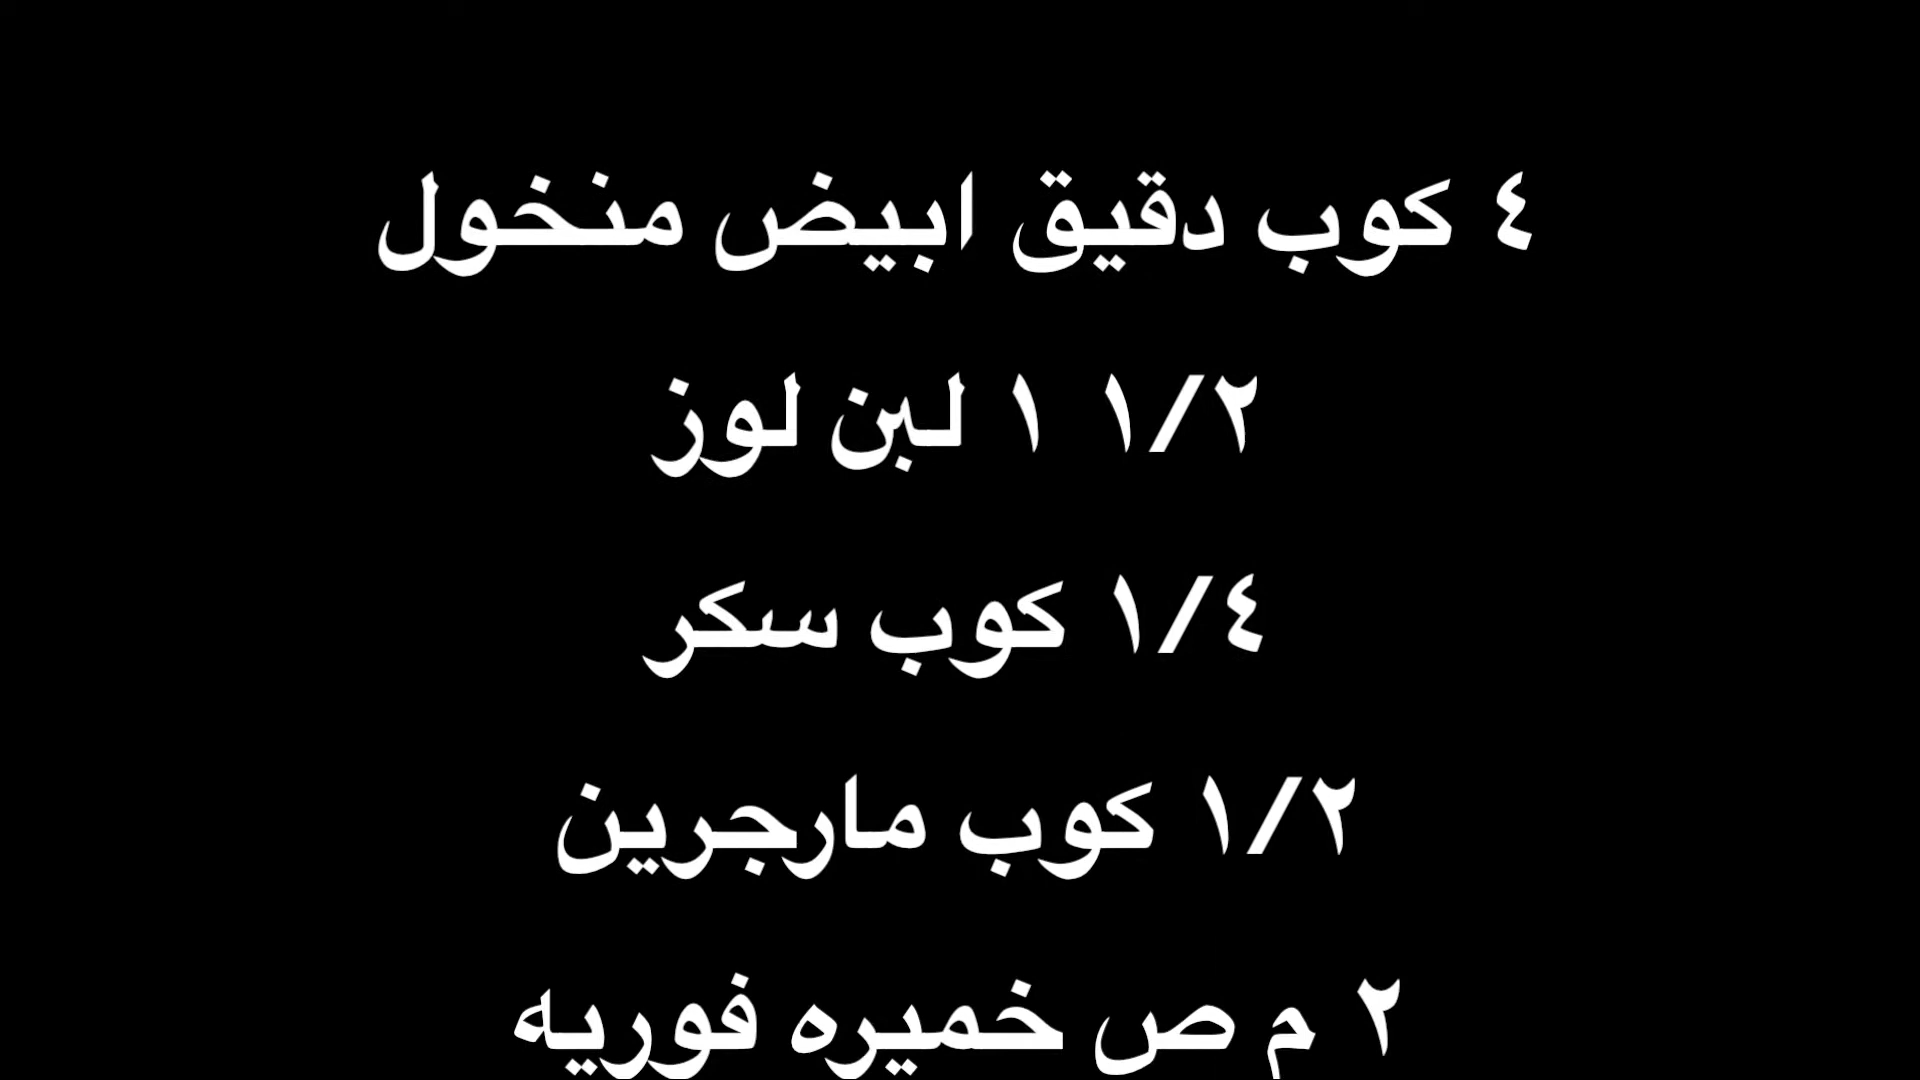 ٤ كوب دقيق ابيض منخول
١/٢ ١ لبن لوز
١/٤ كوب سكر
١/٢ كوب مارجرين
٢ م ص خميره فوريه